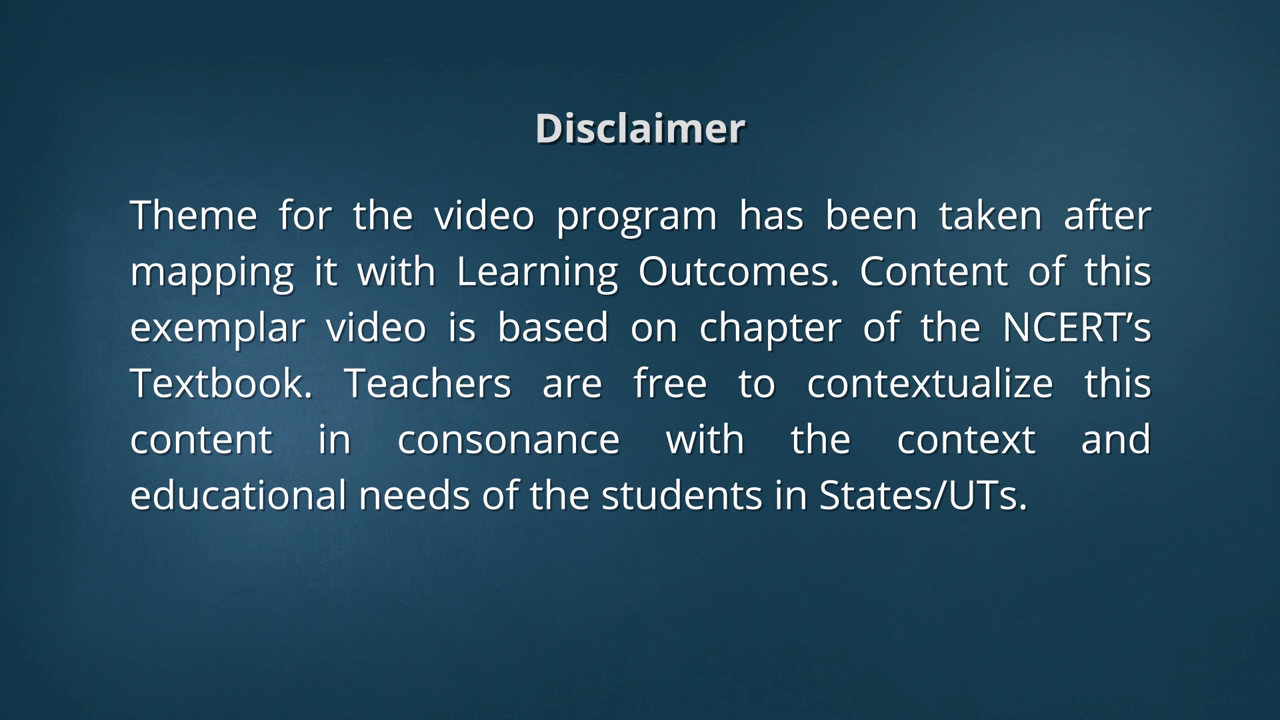 Disclaimer
Theme for the video program has been taken after
mapping it with Learning Outcomes. Content of this
exemplar video is based on chapter of the NCERT’s
Textbook. Teachers are free to contextualize this
content in consonance with the context and
educational needs of the students in States/UTs.